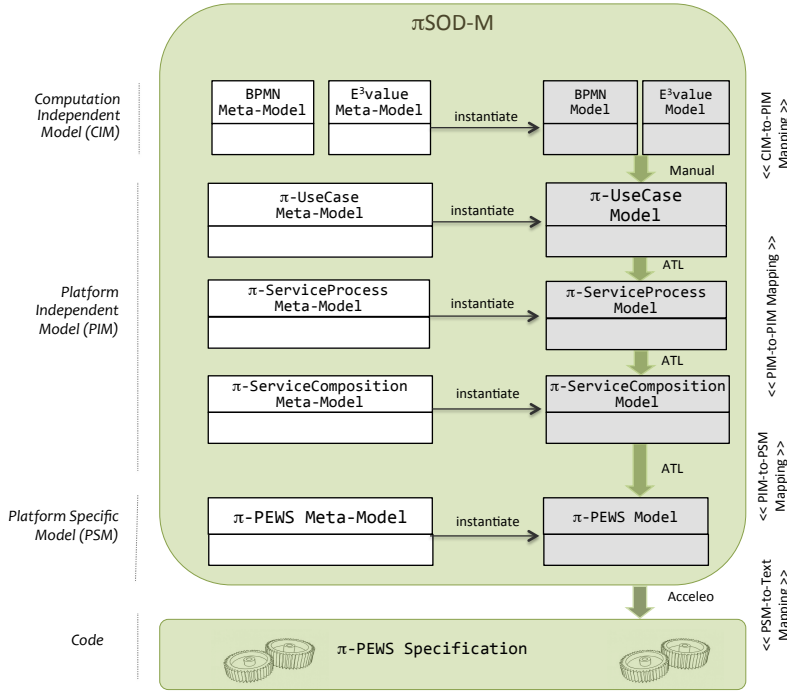 πSOD-M
Computation
Independent
Model (CIM)
BPMN
Meta-Model
E³value
Meta-Model
instantiate
BPMN
Model
E³value
Model
<< CIM-to-PIM
Mapping >>
Manual
π-UseCase
Meta-Model
instantiate
π-UseCase
Model
ATL
Platform
Independent
Model (PIM)
π-ServiceProcess
Meta-Model
instantiate
π-ServiceProcess
Model
<< PIM-to-PIM Mapping >>
ATL
π-ServiceComposition
Meta-Model
instantiate
π-ServiceComposition
Model
ATL
<< PIM-to-PSM
Mapping >>
Platform Specific
Model (PSM)
π-PEWS Meta-Model
instantiate
π-PEWS Model
Acceleo
<< PSM-to-Text
Mapping >>
Code
π-PEWS Specification